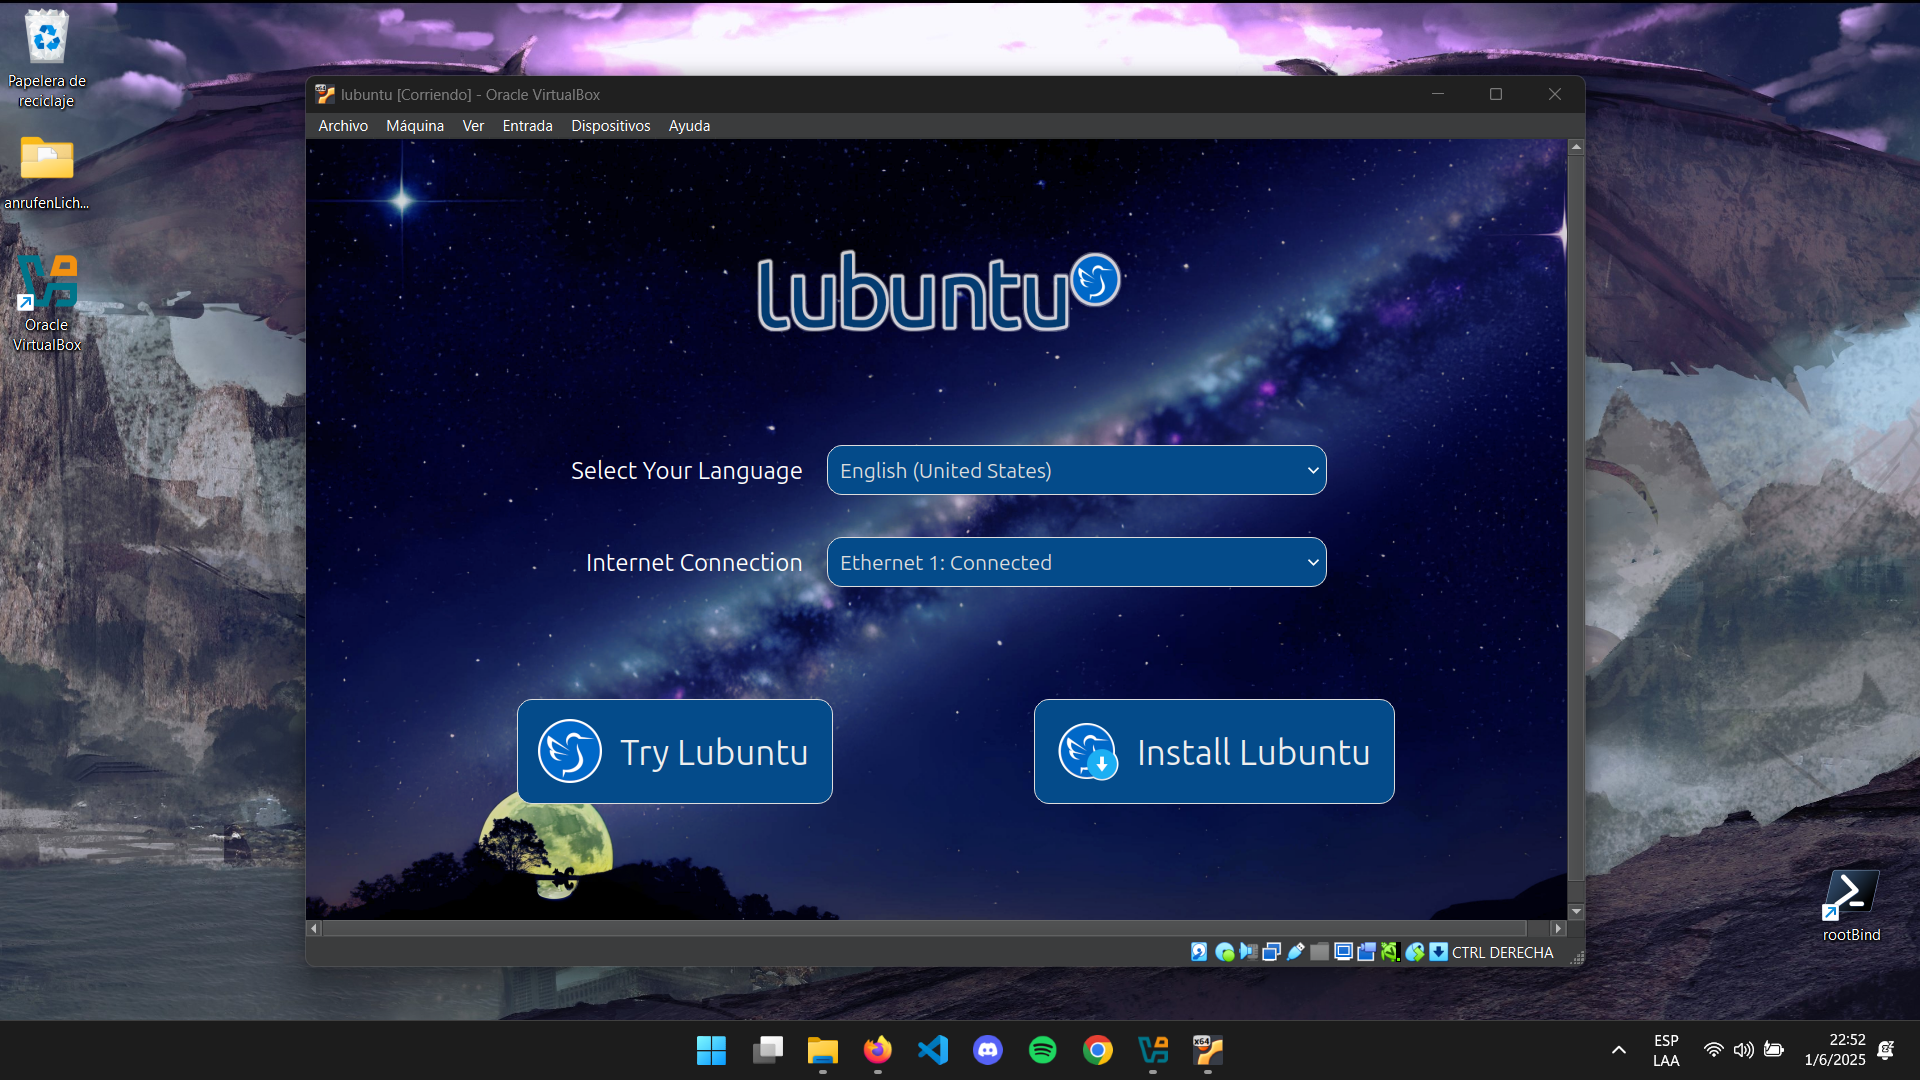 Papelera de
reciclaje
anrufenLich...
Oracle
VirtualBox
lubuntu [Corriendo] - Oracle VirtualBox
Archivo Máquina Ver Entrada Dispositivos Ayuda
lubuntu
Select Your Language English (United States)
Internet Connection Ethernet 1: Connected
Try Lubuntu Install Lubuntu
CTRL DERECHA
rootBind
x64
ESP
LAA
22:52
1/6/2025